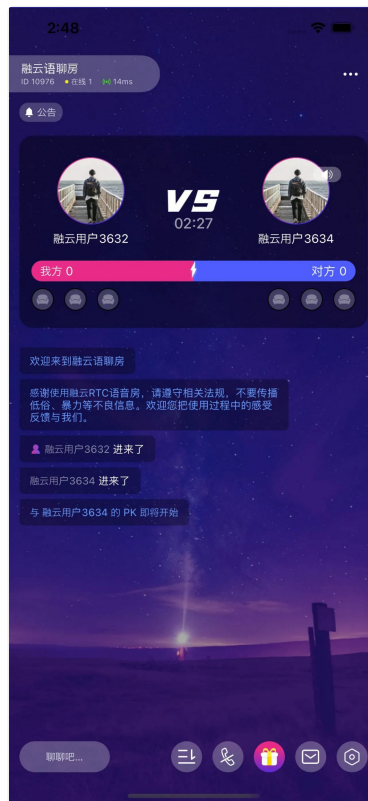 2:48
融云语聊房
ID 10976 在线 1 14ms
公告
VS
02:27
融云用户3632
融云用户3634
我方 0
对方 0
欢迎来到融云语聊房
感谢使用融云RTC语音房，请遵守相关法规，不要传播
低俗、暴力等不良信息。欢迎您把使用过程中的感受
反馈与我们。
融云用户3632 进来了
融云用户3634 进来了
与 融云用户3634 的 PK 即将开始
聊聊吧...